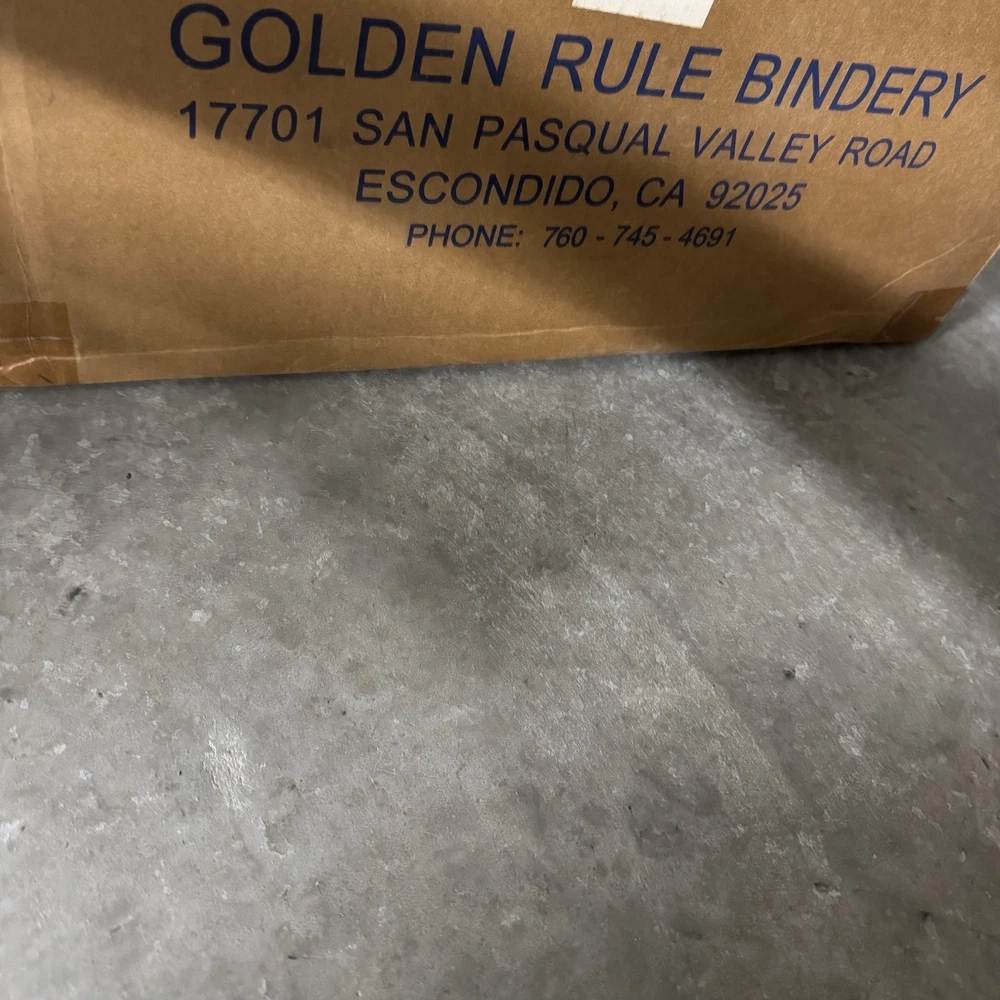 GOLDEN RULE BINDERY
17701 SAN PASQUAL VALLEY ROAD
ESCONDIDO, CA 92025
PHONE: 760-745-4691